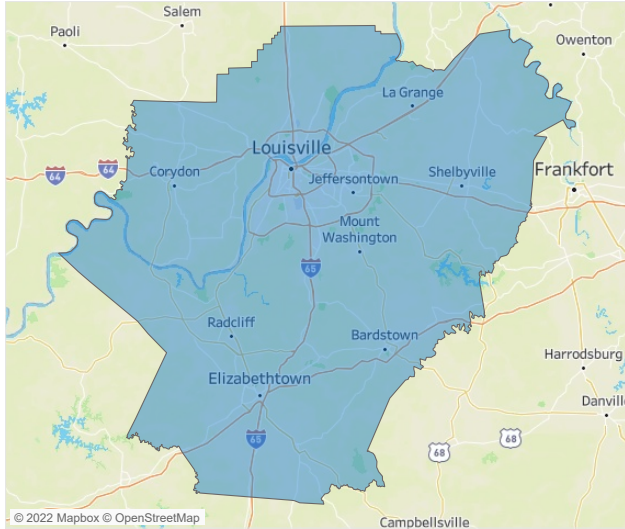 Salem
Paoli
Owenton
La Grange
Louisville
64
64
Corydon
Jeffersontown
Shelbyville
Frankfort
Mount
Washington
65
Radcliff
Bardstown
Harrodsburg
Elizabethtown
Danvill
65
68
68
© 2022 Mapbox © OpenStreetMap
Campbellsville